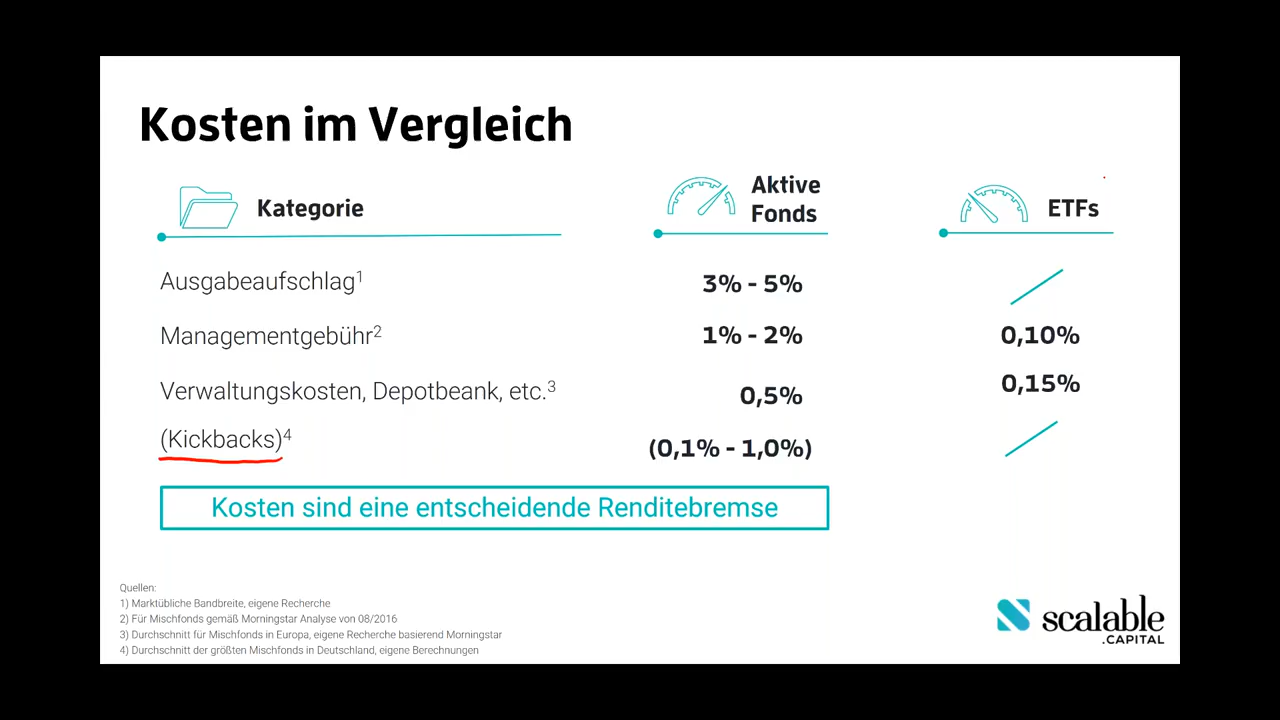 Kosten im Vergleich
Kategorie
Aktive
Fonds
ETFs
Ausgabeaufschlag¹ 3% - 5%
Managementgebühr² 1% - 2% 0,10%
Verwaltungskosten, Depotbeank, etc.³ 0,5% 0,15%
(Kickbacks)⁴ (0,1% - 1,0%)
Kosten sind eine entscheidende Renditebremse
Quellen:
1) Marktübliche Bandbreite, eigene Recherche
2) Für Mischfonds gemäß Morningstar Analyse von 08/2016
3) Durchschnitt für Mischfonds in Europa, eigene Recherche basierend Morningstar
4) Durchschnitt der größten Mischfonds in Deutschland, eigene Berechnungen
scalable
.CAPITAL